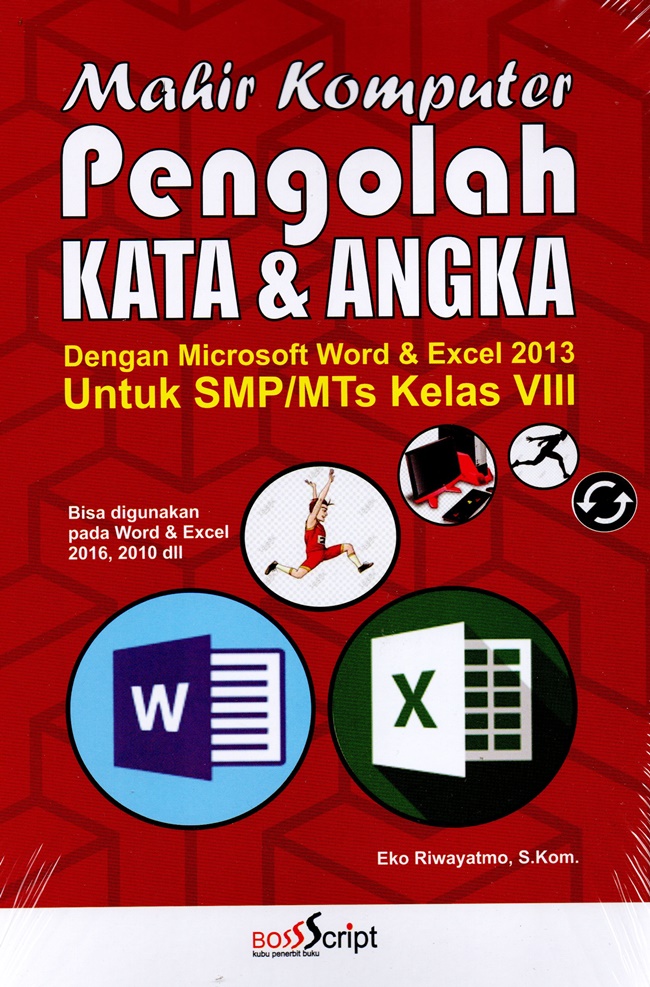 Mahir Komputer
Pengolah
KATA & ANGKA
Dengan Microsoft Word & Excel 2013
Untuk SMP/MTs Kelas VIII
Bisa digunakan
pada Word & Excel
2016, 2010 dll
W
X
Eko Riwayatmo, S.Kom.
BOSSScript
kubu penerbit buku